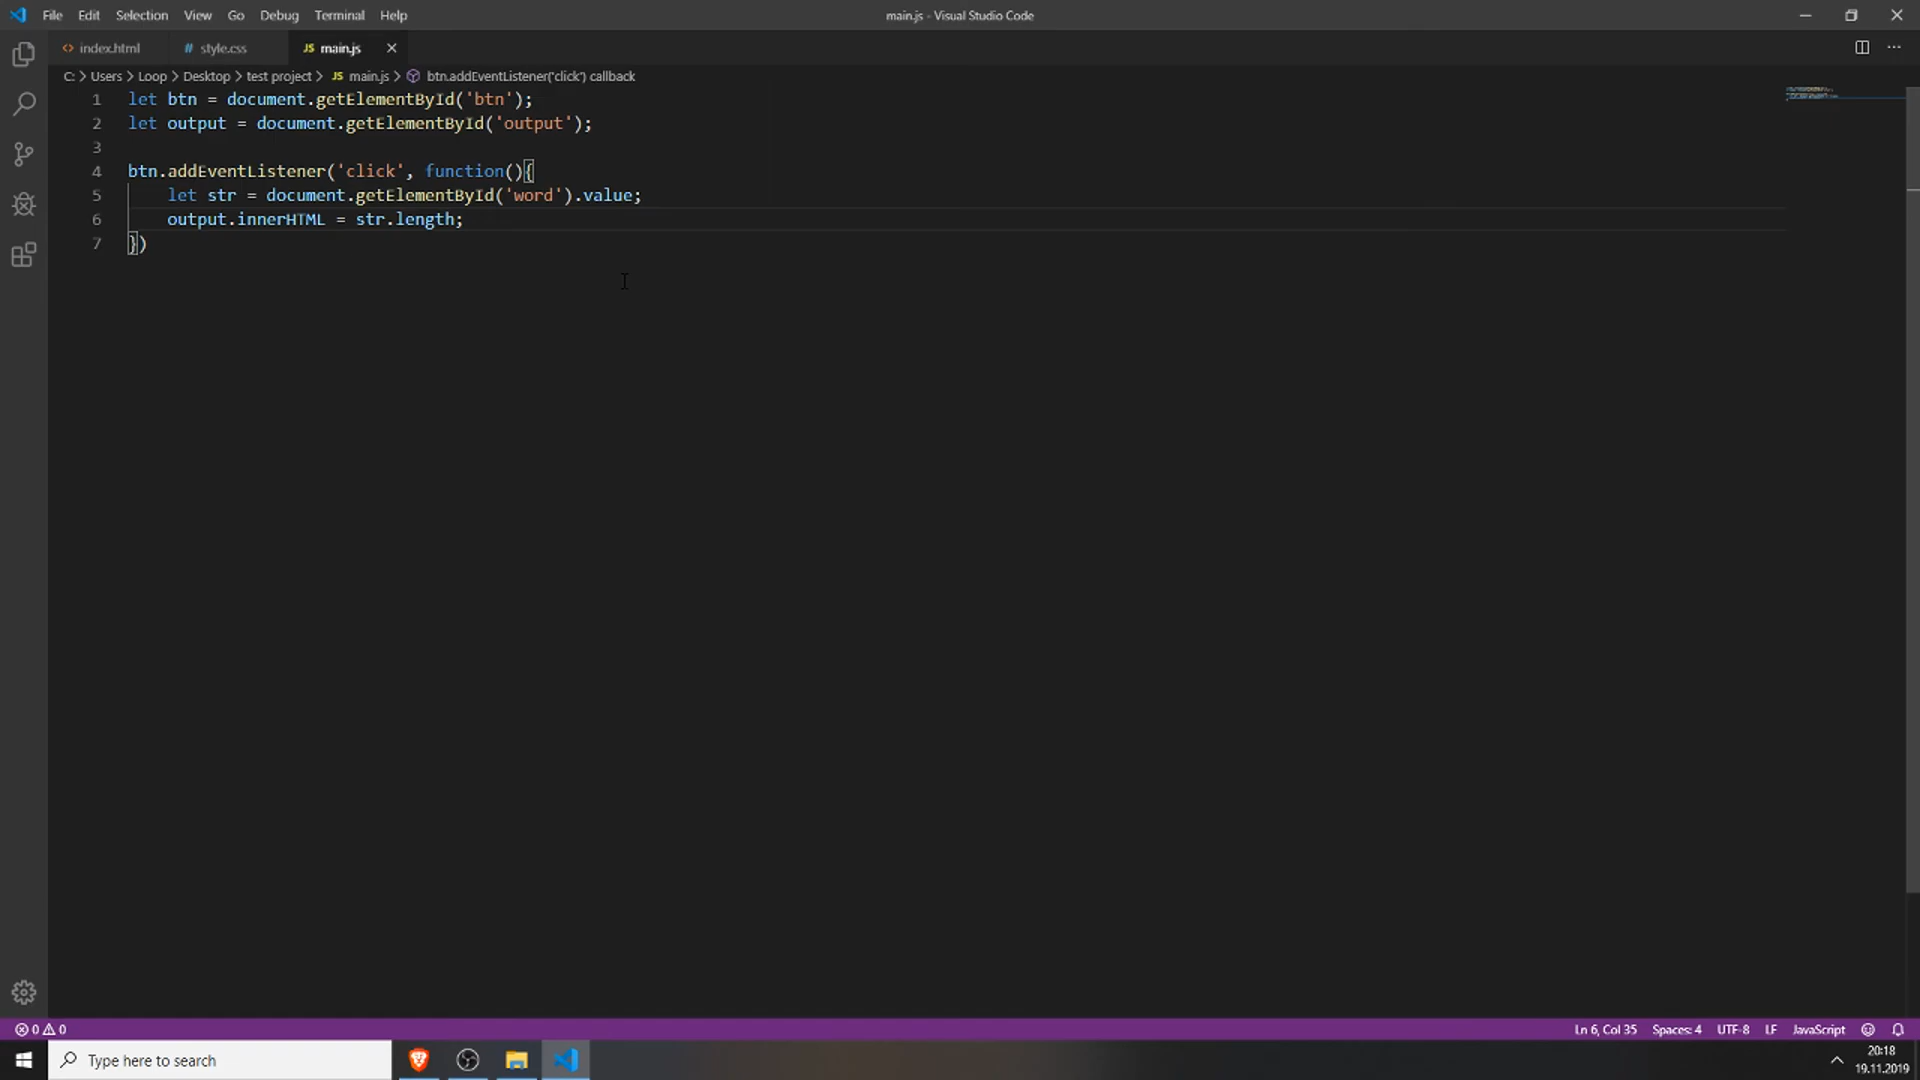 File Edit Selection View Go Debug Terminal Help
main.js - Visual Studio Code
<> index.html # style.css JS main.js
C: > Users > Loop > Desktop > test project > JS main.js > btn.addEventListener('click') callback
1 let btn = document.getElementById('btn');
2 let output = document.getElementById('output');
3
4 btn.addEventListener('click', function(){
5     let str = document.getElementById('word').value;
6     output.innerHTML = str.length;
7 })
0 0 Ln 6, Col 35 Spaces: 4 UTF-8 LF JavaScript
Type here to search
20:18
19.11.2019